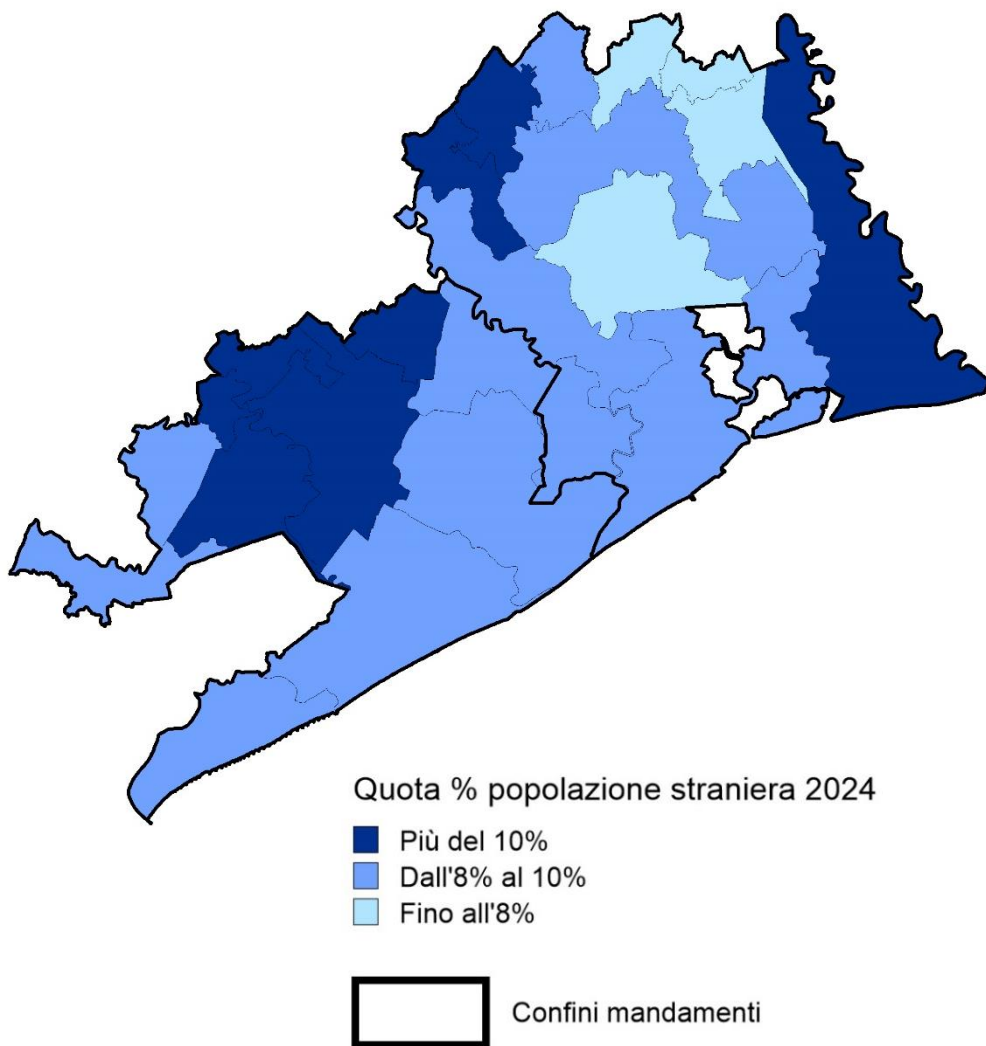 Quota % popolazione straniera 2024
Più del 10%
Dall'8% al 10%
Fino all'8%
Confini mandamenti